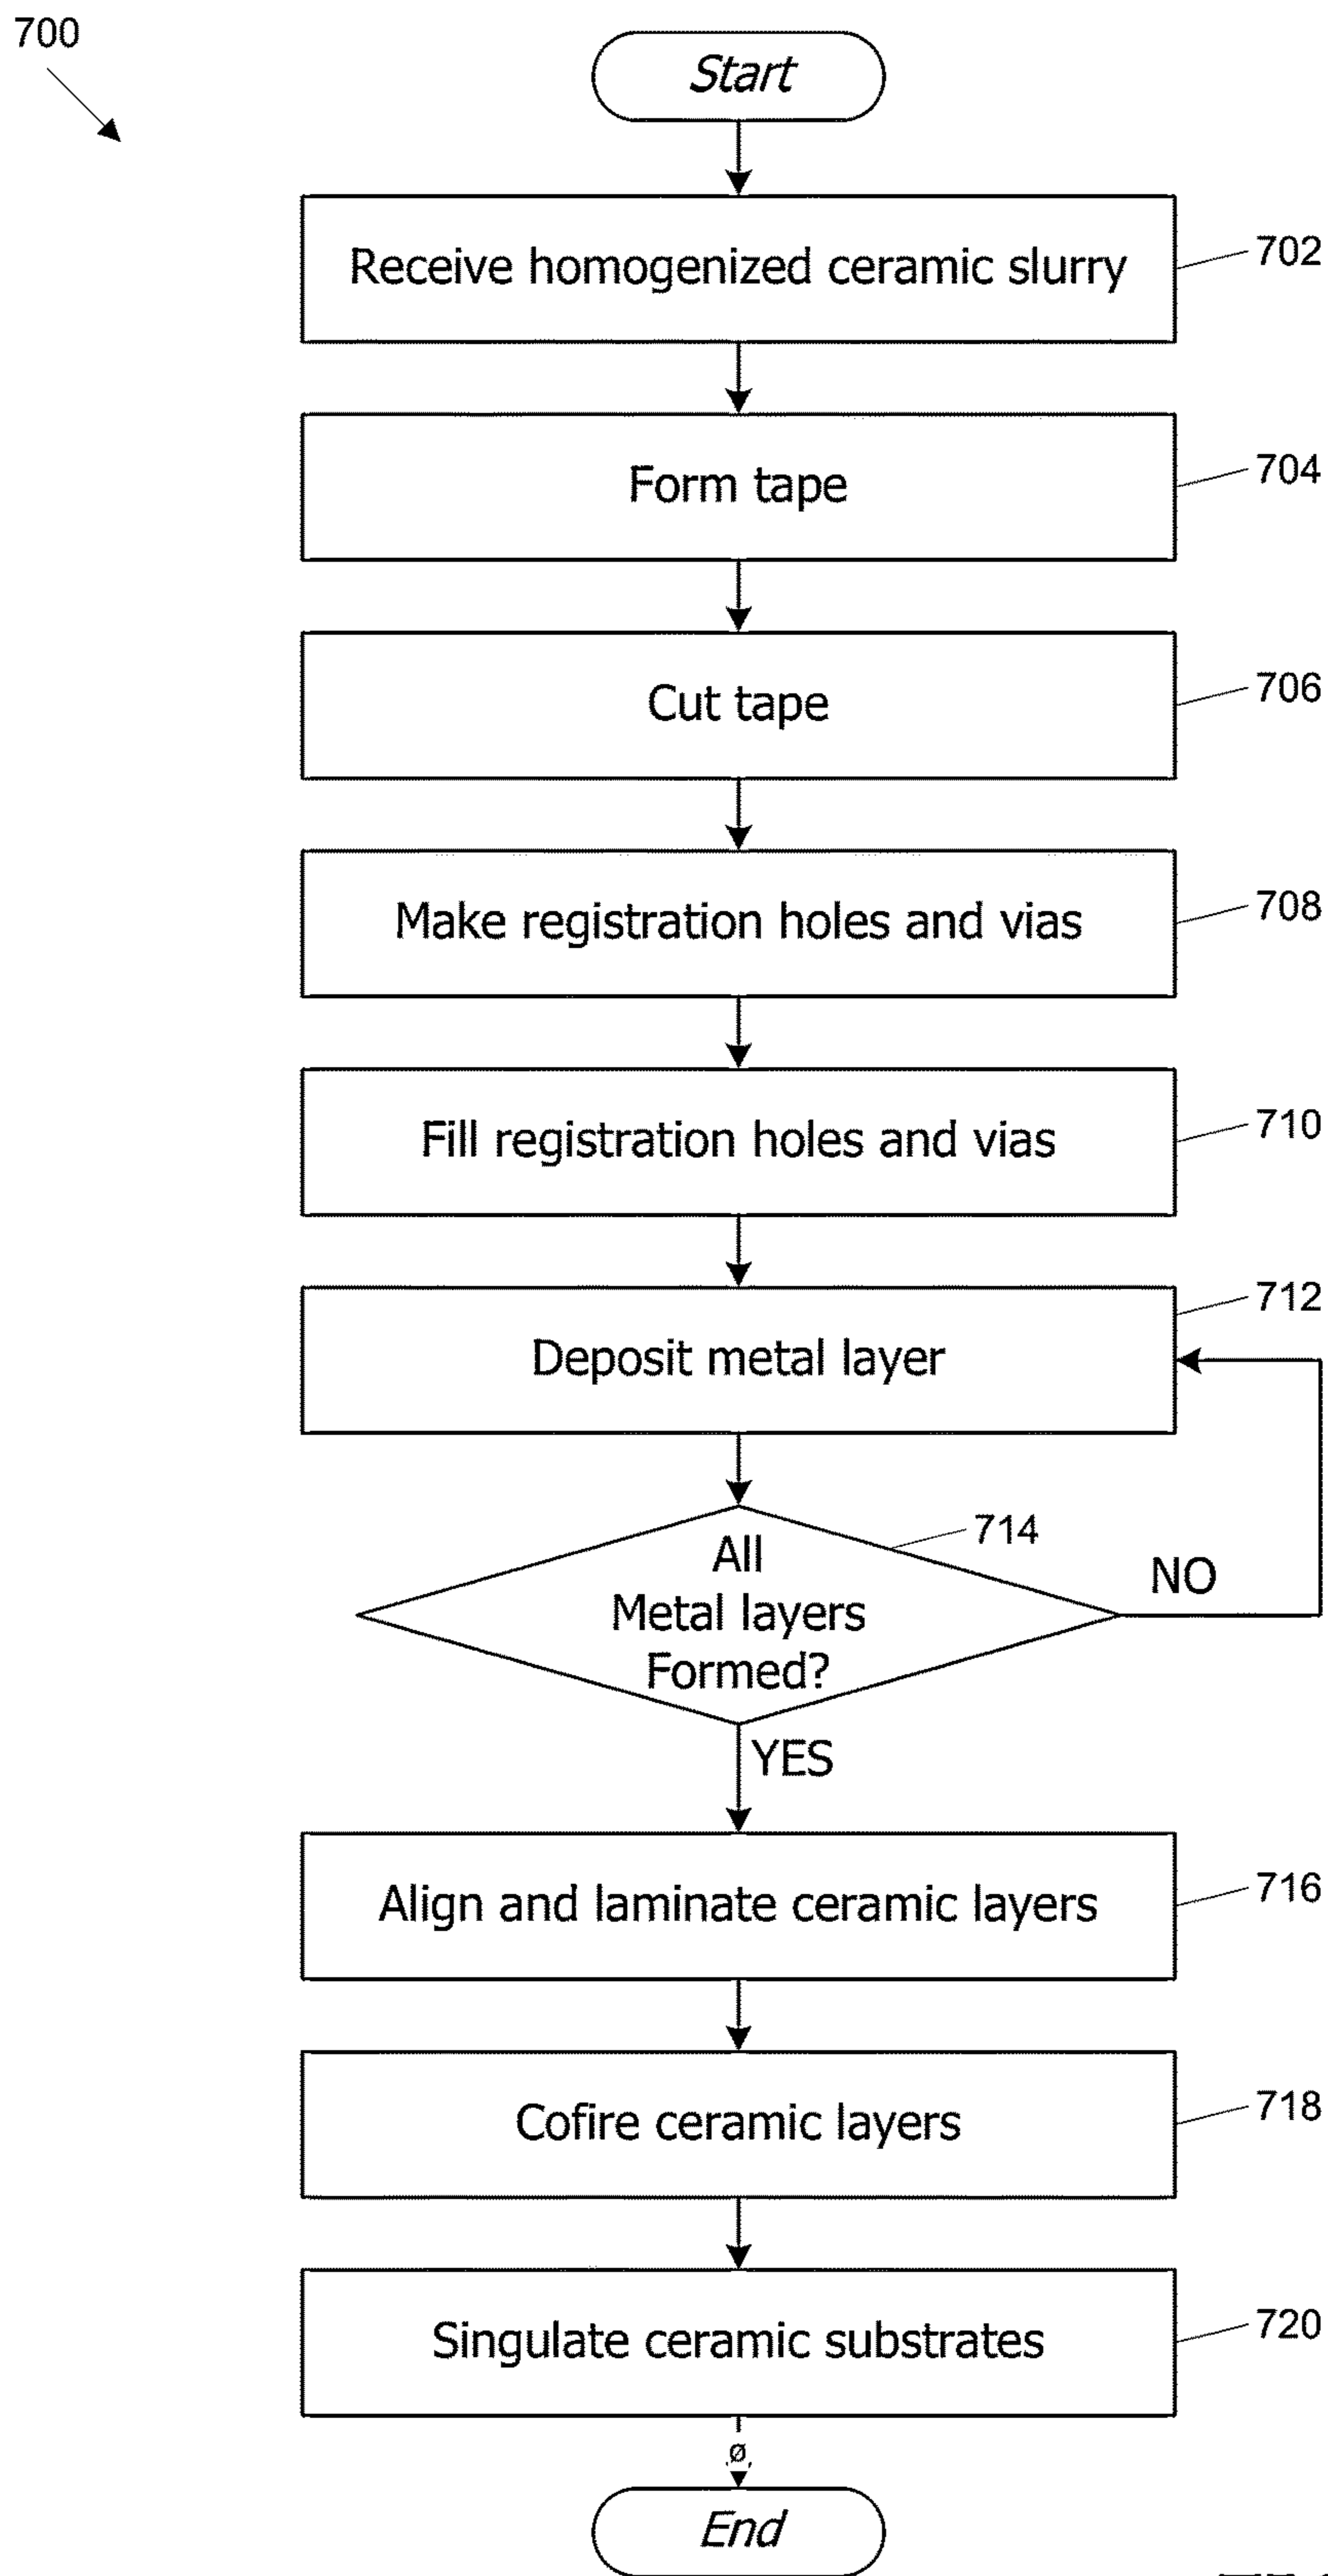 700
Start
Receive homogenized ceramic slurry
702
Form tape
704
Cut tape
706
Make registration holes and vias
708
Fill registration holes and vias
710
712
Deposit metal layer
714
All
Metal layers
Formed?
NO
YES
Align and laminate ceramic layers
716
Cofire ceramic layers
718
Singulate ceramic substrates
720
ø
End